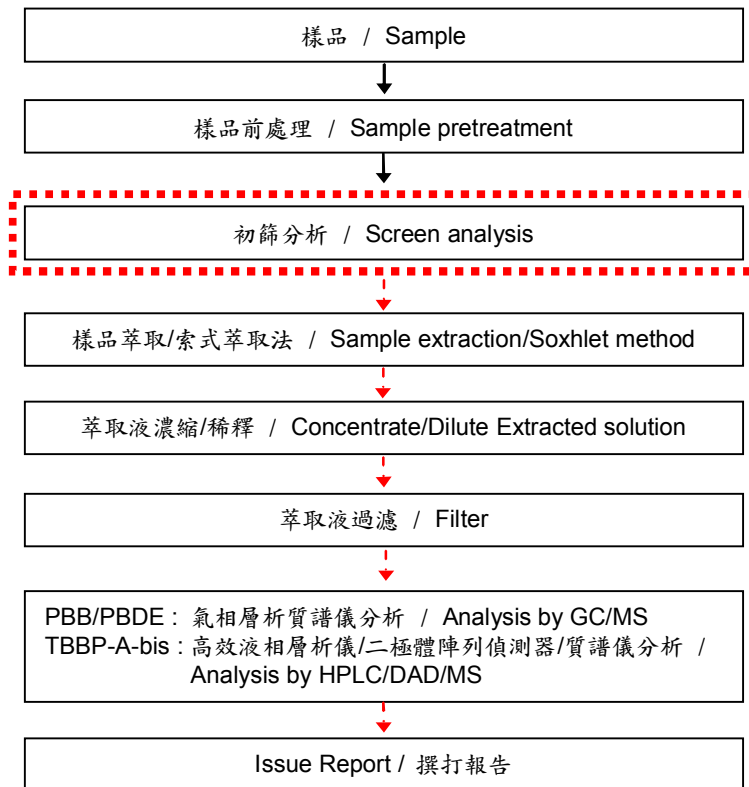 樣品 / Sample
樣品前處理 / Sample pretreatment
初篩分析 / Screen analysis
樣品萃取/索式萃取法 / Sample extraction/Soxhlet method
萃取液濃縮/稀釋 / Concentrate/Dilute Extracted solution
萃取液過濾 / Filter
PBB/PBDE : 氣相層析質譜儀分析 / Analysis by GC/MS
TBBP-A-bis : 高效液相層析儀/二極體陣列偵測器/質譜儀分析 /
Analysis by HPLC/DAD/MS
Issue Report / 撰打報告